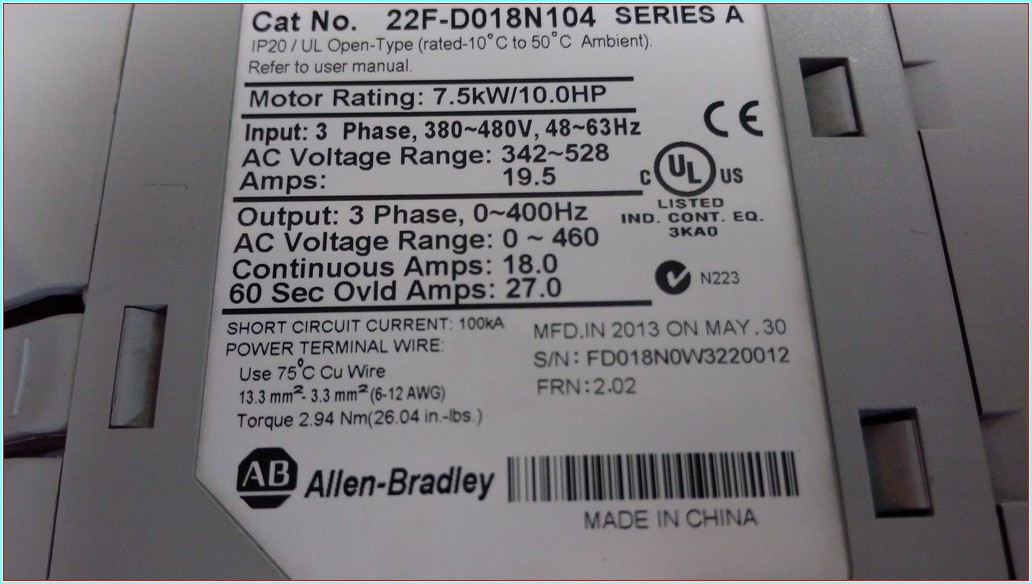 Cat No. 22F-D018N104 SERIES A
IP20 / UL Open-Type (rated-10°C to 50°C Ambient).
Refer to user manual.
Motor Rating: 7.5kW/10.0HP
Input: 3 Phase, 380~480V, 48~63Hz
AC Voltage Range: 342~528
Amps: 19.5
CE
C UL US
LISTED
IND. CONT. EQ.
3KA0
Output: 3 Phase, 0~400Hz
AC Voltage Range: 0 ~ 460
Continuous Amps: 18.0
60 Sec Ovld Amps: 27.0
N223
SHORT CIRCUIT CURRENT: 100kA
POWER TERMINAL WIRE:
Use 75°C Cu Wire
13.3 mm²- 3.3 mm² (6-12 AWG)
Torque 2.94 Nm(26.04 in.-lbs.)
MFD.IN 2013 ON MAY .30
S/N: FD018N0W3220012
FRN:2.02
AB Allen-Bradley
MADE IN CHINA